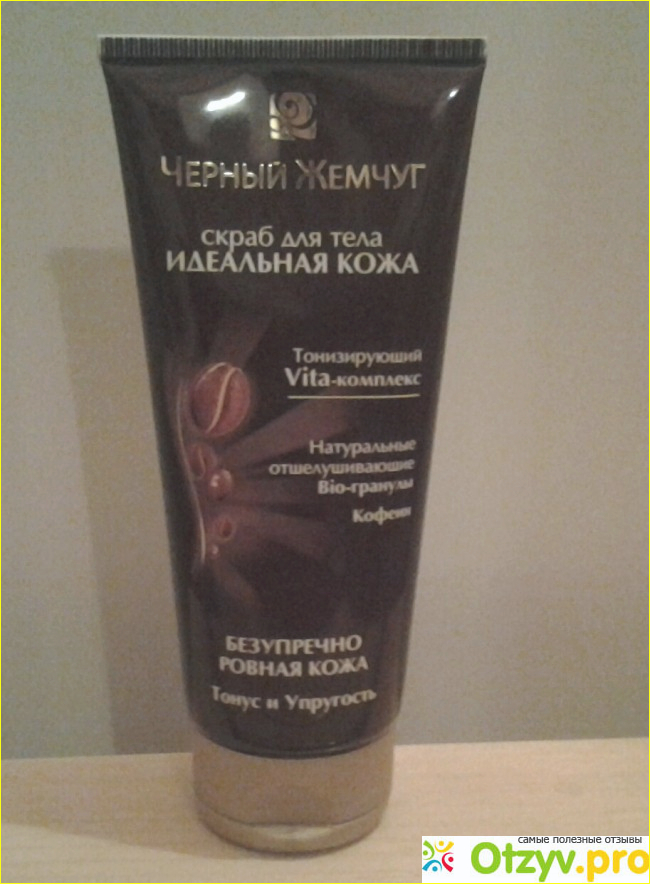 ЧЕРНЫЙ ЖЕМЧУГ
скраб для тела
ИДЕАЛЬНАЯ КОЖА
Тонизирующий
Vita-комплекс
Натуральные
отшелушивающие
Bio-гранулы
Кофеин
БЕЗУПРЕЧНО
РОВНАЯ КОЖА
Тонус и Упругость
самые полезные отзывы
Otzyv.pro